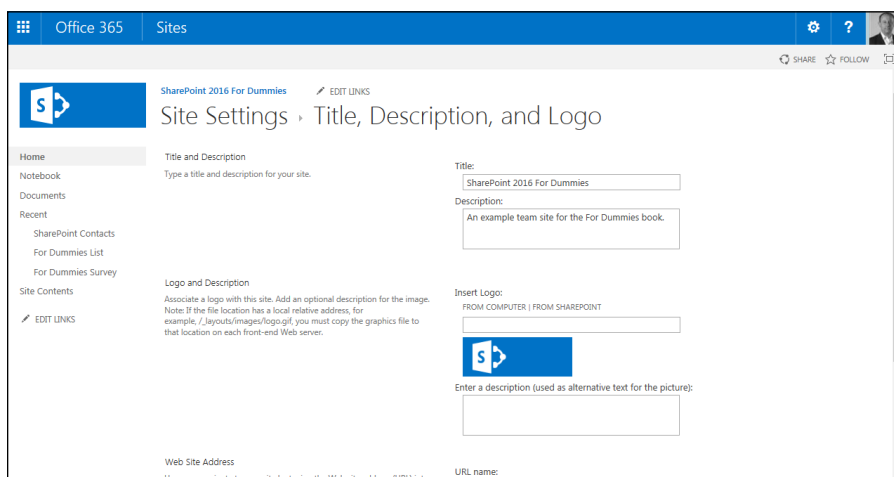 Office 365 Sites ?
SHARE FOLLOW
S
SharePoint 2016 For Dummies EDIT LINKS
Site Settings › Title, Description, and Logo
Home
Notebook
Documents
Recent
SharePoint Contacts
For Dummies List
For Dummies Survey
Site Contents
EDIT LINKS
Title and Description
Type a title and description for your site.
Title:
SharePoint 2016 For Dummies
Description:
An example team site for the For Dummies book.
Logo and Description
Associate a logo with this site. Add an optional description for the image.
Note: If the file location has a local relative address, for
example, /_layouts/images/logo.gif, you must copy the graphics file to
that location on each front-end Web server.
Insert Logo:
FROM COMPUTER | FROM SHAREPOINT
S
Enter a description (used as alternative text for the picture):
Web Site Address
URL name: